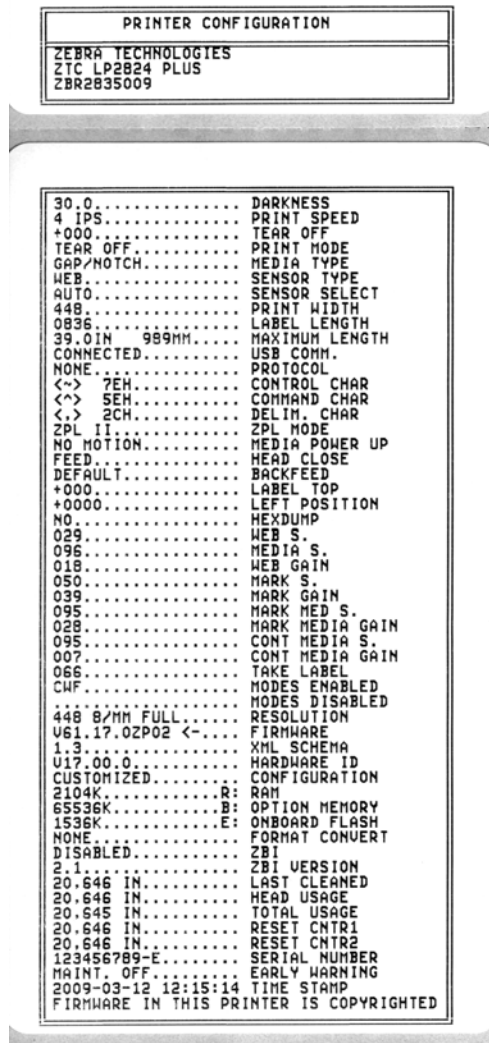 PRINTER CONFIGURATION
ZEBRA TECHNOLOGIES
ZTC LP2824 PLUS
ZBR2835009
30.0................ DARKNESS
4 IPS............... PRINT SPEED
+000................ TEAR OFF
TEAR OFF............ PRINT MODE
GAP/NOTCH........... MEDIA TYPE
WEB................. SENSOR TYPE
AUTO................ SENSOR SELECT
448................. PRINT WIDTH
0836................ LABEL LENGTH
39.0IN   989MM...... MAXIMUM LENGTH
CONNECTED........... USB COMM.
NONE................ PROTOCOL
<~>  7EH............ CONTROL CHAR
<^>  5EH............ COMMAND CHAR
<,>  2CH............ DELIM. CHAR
ZPL II.............. ZPL MODE
NO MOTION........... MEDIA POWER UP
FEED................ HEAD CLOSE
DEFAULT............. BACKFEED
+000................ LABEL TOP
+0000............... LEFT POSITION
NO.................. HEXDUMP
029................. WEB S.
096................. MEDIA S.
018................. WEB GAIN
050................. MARK S.
039................. MARK GAIN
095................. MARK MED S.
028................. MARK MEDIA GAIN
095................. CONT MEDIA S.
007................. CONT MEDIA GAIN
066................. TAKE LABEL
CWF................. MODES ENABLED
.................... MODES DISABLED
448 8/MM FULL....... RESOLUTION
V61.17.0ZP02 <-..... FIRMWARE
1.3................. XML SCHEMA
V17.00.0............ HARDWARE ID
CUSTOMIZED.......... CONFIGURATION
2104K............R: RAM
65536K...........B: OPTION MEMORY
1536K............E: ONBOARD FLASH
NONE................ FORMAT CONVERT
DISABLED............ ZBI
2.1................. ZBI VERSION
20,646 IN........... LAST CLEANED
20,646 IN........... HEAD USAGE
20,645 IN........... TOTAL USAGE
20,646 IN........... RESET CNTR1
20,646 IN........... RESET CNTR2
123456789-E......... SERIAL NUMBER
MAINT. OFF.......... EARLY WARNING
2009-03-12 12:15:14 TIME STAMP
FIRMWARE IN THIS PRINTER IS COPYRIGHTED